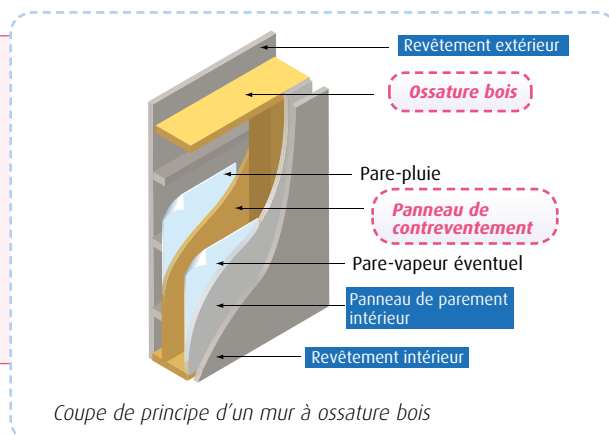 Revêtement extérieur
Ossature bois
Pare-pluie
Panneau de
contreventement
Pare-vapeur éventuel
Panneau de parement
intérieur
Revêtement intérieur
Coupe de principe d'un mur à ossature bois